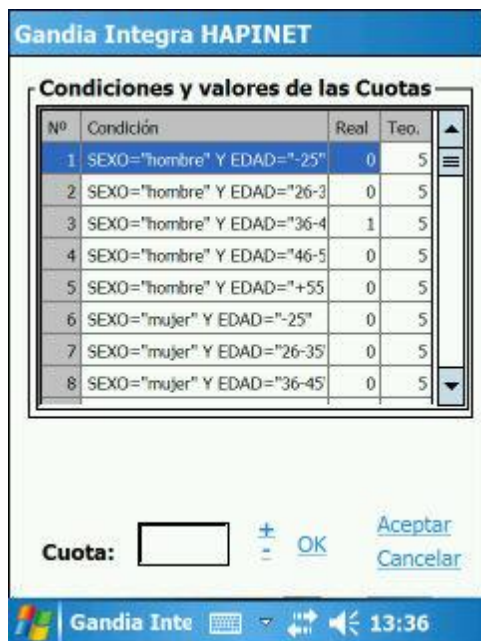 Gandia Integra HAPINET
Condiciones y valores de las Cuotas
Nº Condición Real Teo.
1 SEXO="hombre" Y EDAD="-25" 0 5
2 SEXO="hombre" Y EDAD="26-3 0 5
3 SEXO="hombre" Y EDAD="36-4 1 5
4 SEXO="hombre" Y EDAD="46-5 0 5
5 SEXO="hombre" Y EDAD="+55 0 5
6 SEXO="mujer" Y EDAD="-25" 0 5
7 SEXO="mujer" Y EDAD="26-35' 0 5
8 SEXO="mujer" Y EDAD="36-45' 0 5
Cuota: + - OK
Aceptar
Cancelar
Gandia Inte 13:36